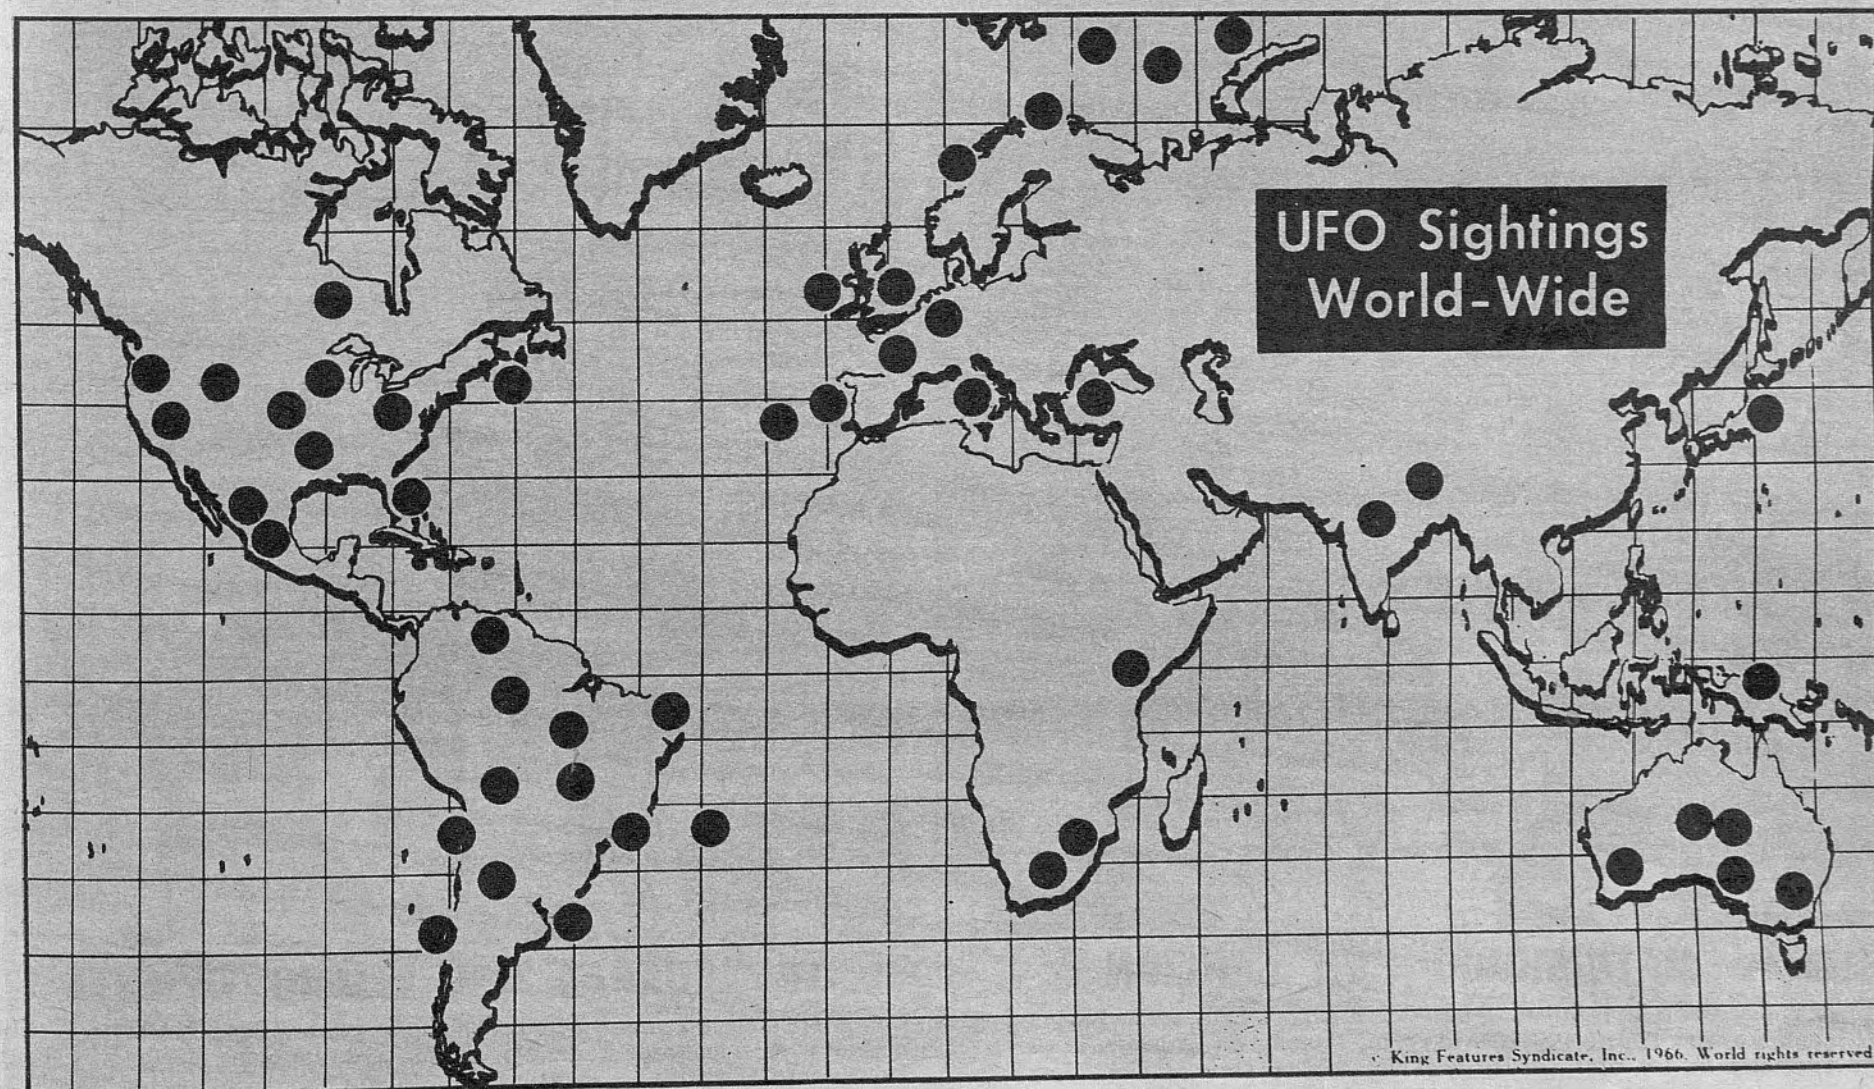 UFO Sightings
World-Wide
King Features Syndicate, Inc., 1966. World rights reserved